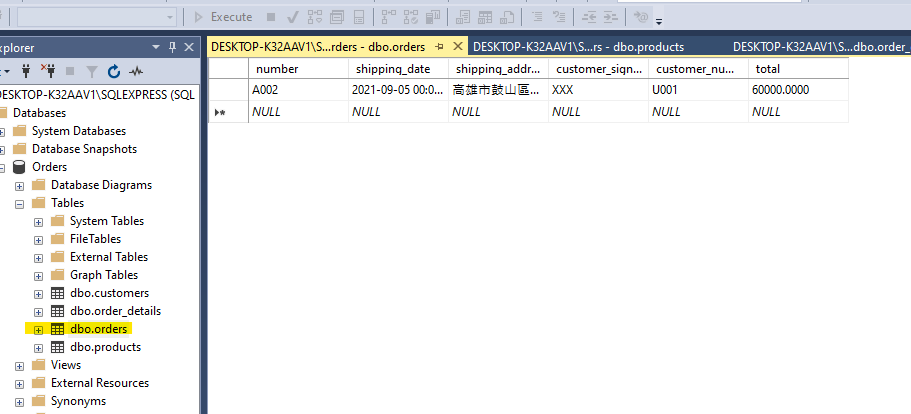 Execute
xplorer
DESKTOP-K32AAV1\S...rders - dbo.orders
DESKTOP-K32AAV1\S...rs - dbo.products
DESKTOP-K32AAV1\S...dbo.order_
number shipping_date shipping_addr... customer_sign... customer_nu... total
A002 2021-09-05 00:0... 高雄市鼓山區... XXX U001 60000.0000
NULL NULL NULL NULL NULL NULL
DESKTOP-K32AAV1\SQLEXPRESS (SQL
Databases
System Databases
Database Snapshots
Orders
Database Diagrams
Tables
System Tables
FileTables
External Tables
Graph Tables
dbo.customers
dbo.order_details
dbo.orders
dbo.products
Views
External Resources
Synonyms